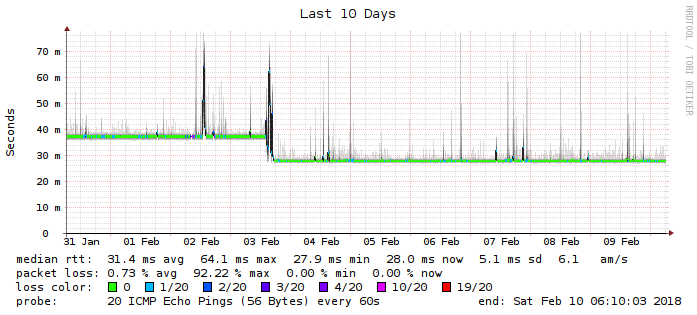 Last 10 Days
RRDTOOL / TOBI OETIKER
Seconds
70 m
60 m
50 m
40 m
30 m
20 m
10 m
0
31 Jan 01 Feb 02 Feb 03 Feb 04 Feb 05 Feb 06 Feb 07 Feb 08 Feb 09 Feb
median rtt: 31.4 ms avg 64.1 ms max 27.9 ms min 28.0 ms now 5.1 ms sd 6.1 am/s
packet loss: 0.73 % avg 92.22 % max 0.00 % min 0.00 % now
loss color: 0 1/20 2/20 3/20 4/20 10/20 19/20
probe: 20 ICMP Echo Pings (56 Bytes) every 60s end: Sat Feb 10 06:10:03 2018